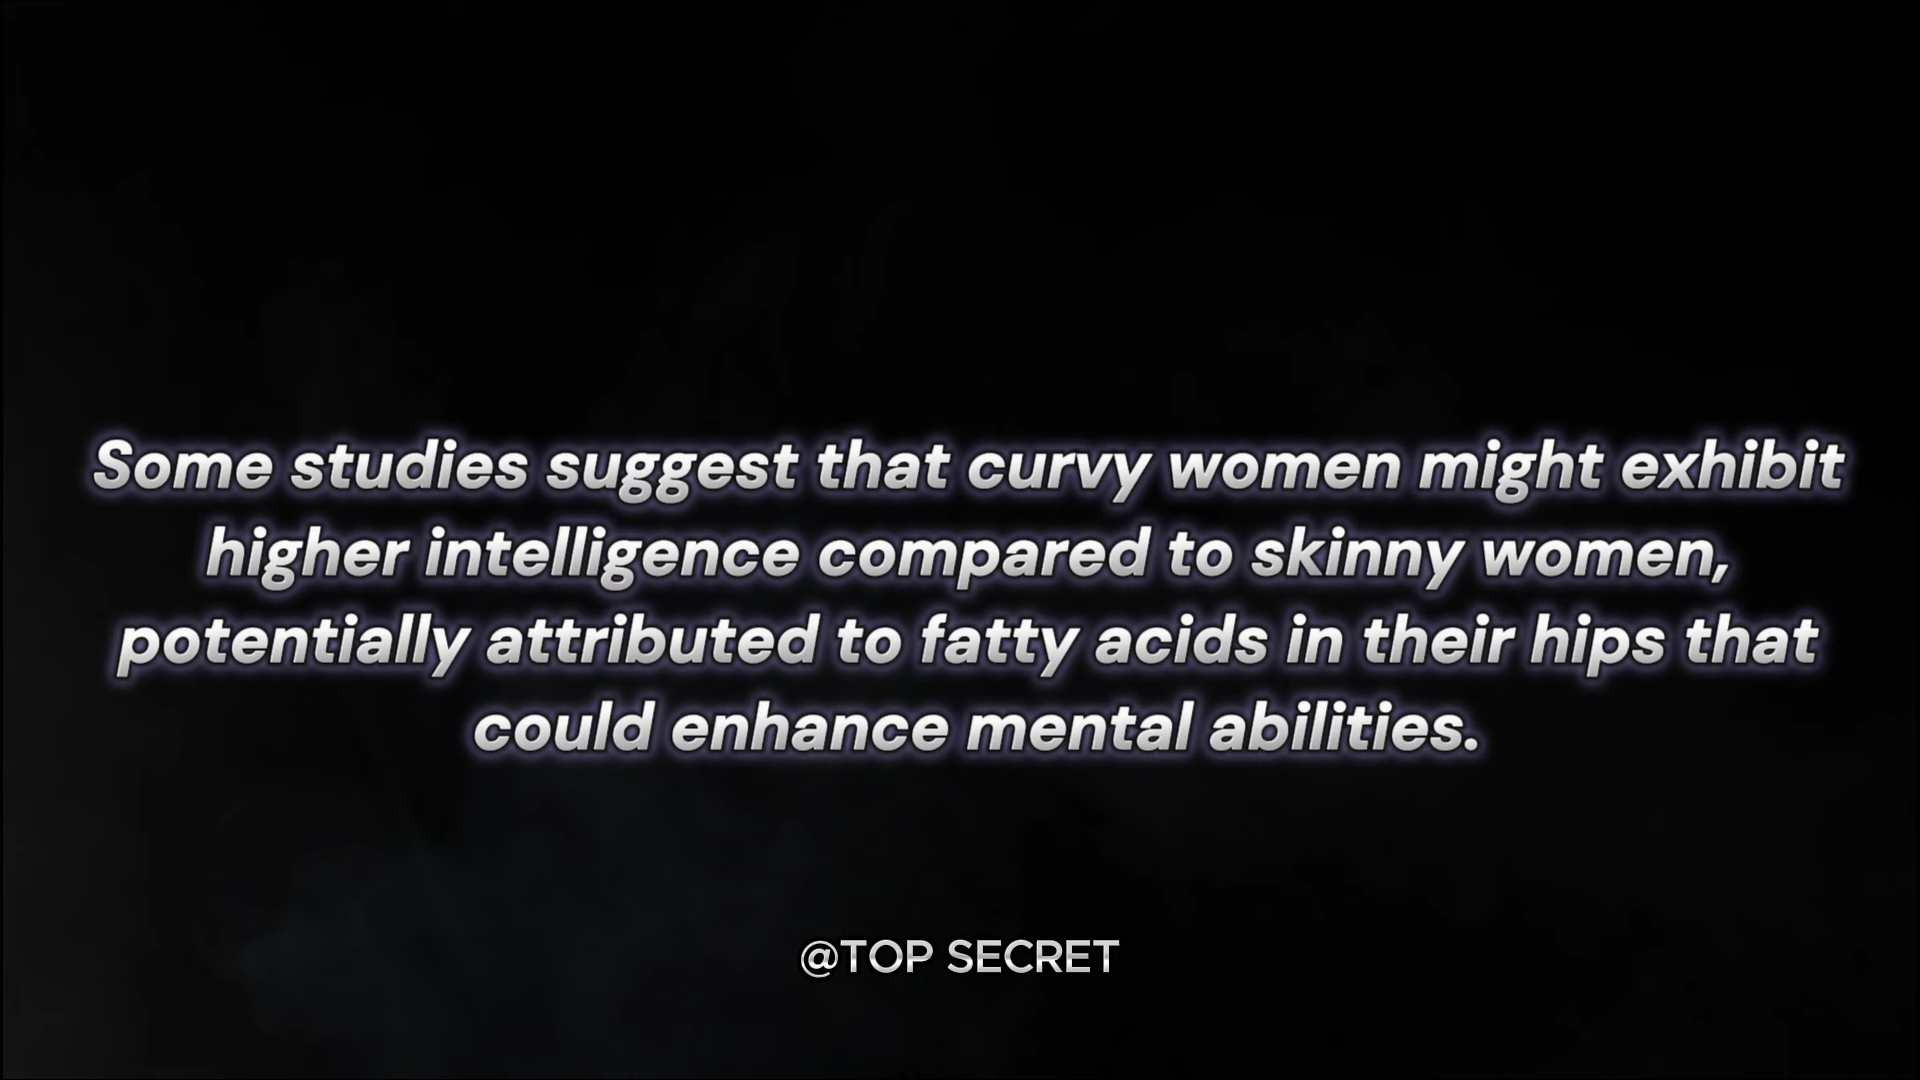 Some studies suggest that curvy women might exhibit
higher intelligence compared to skinny women,
potentially attributed to fatty acids in their hips that
could enhance mental abilities.
@TOP SECRET